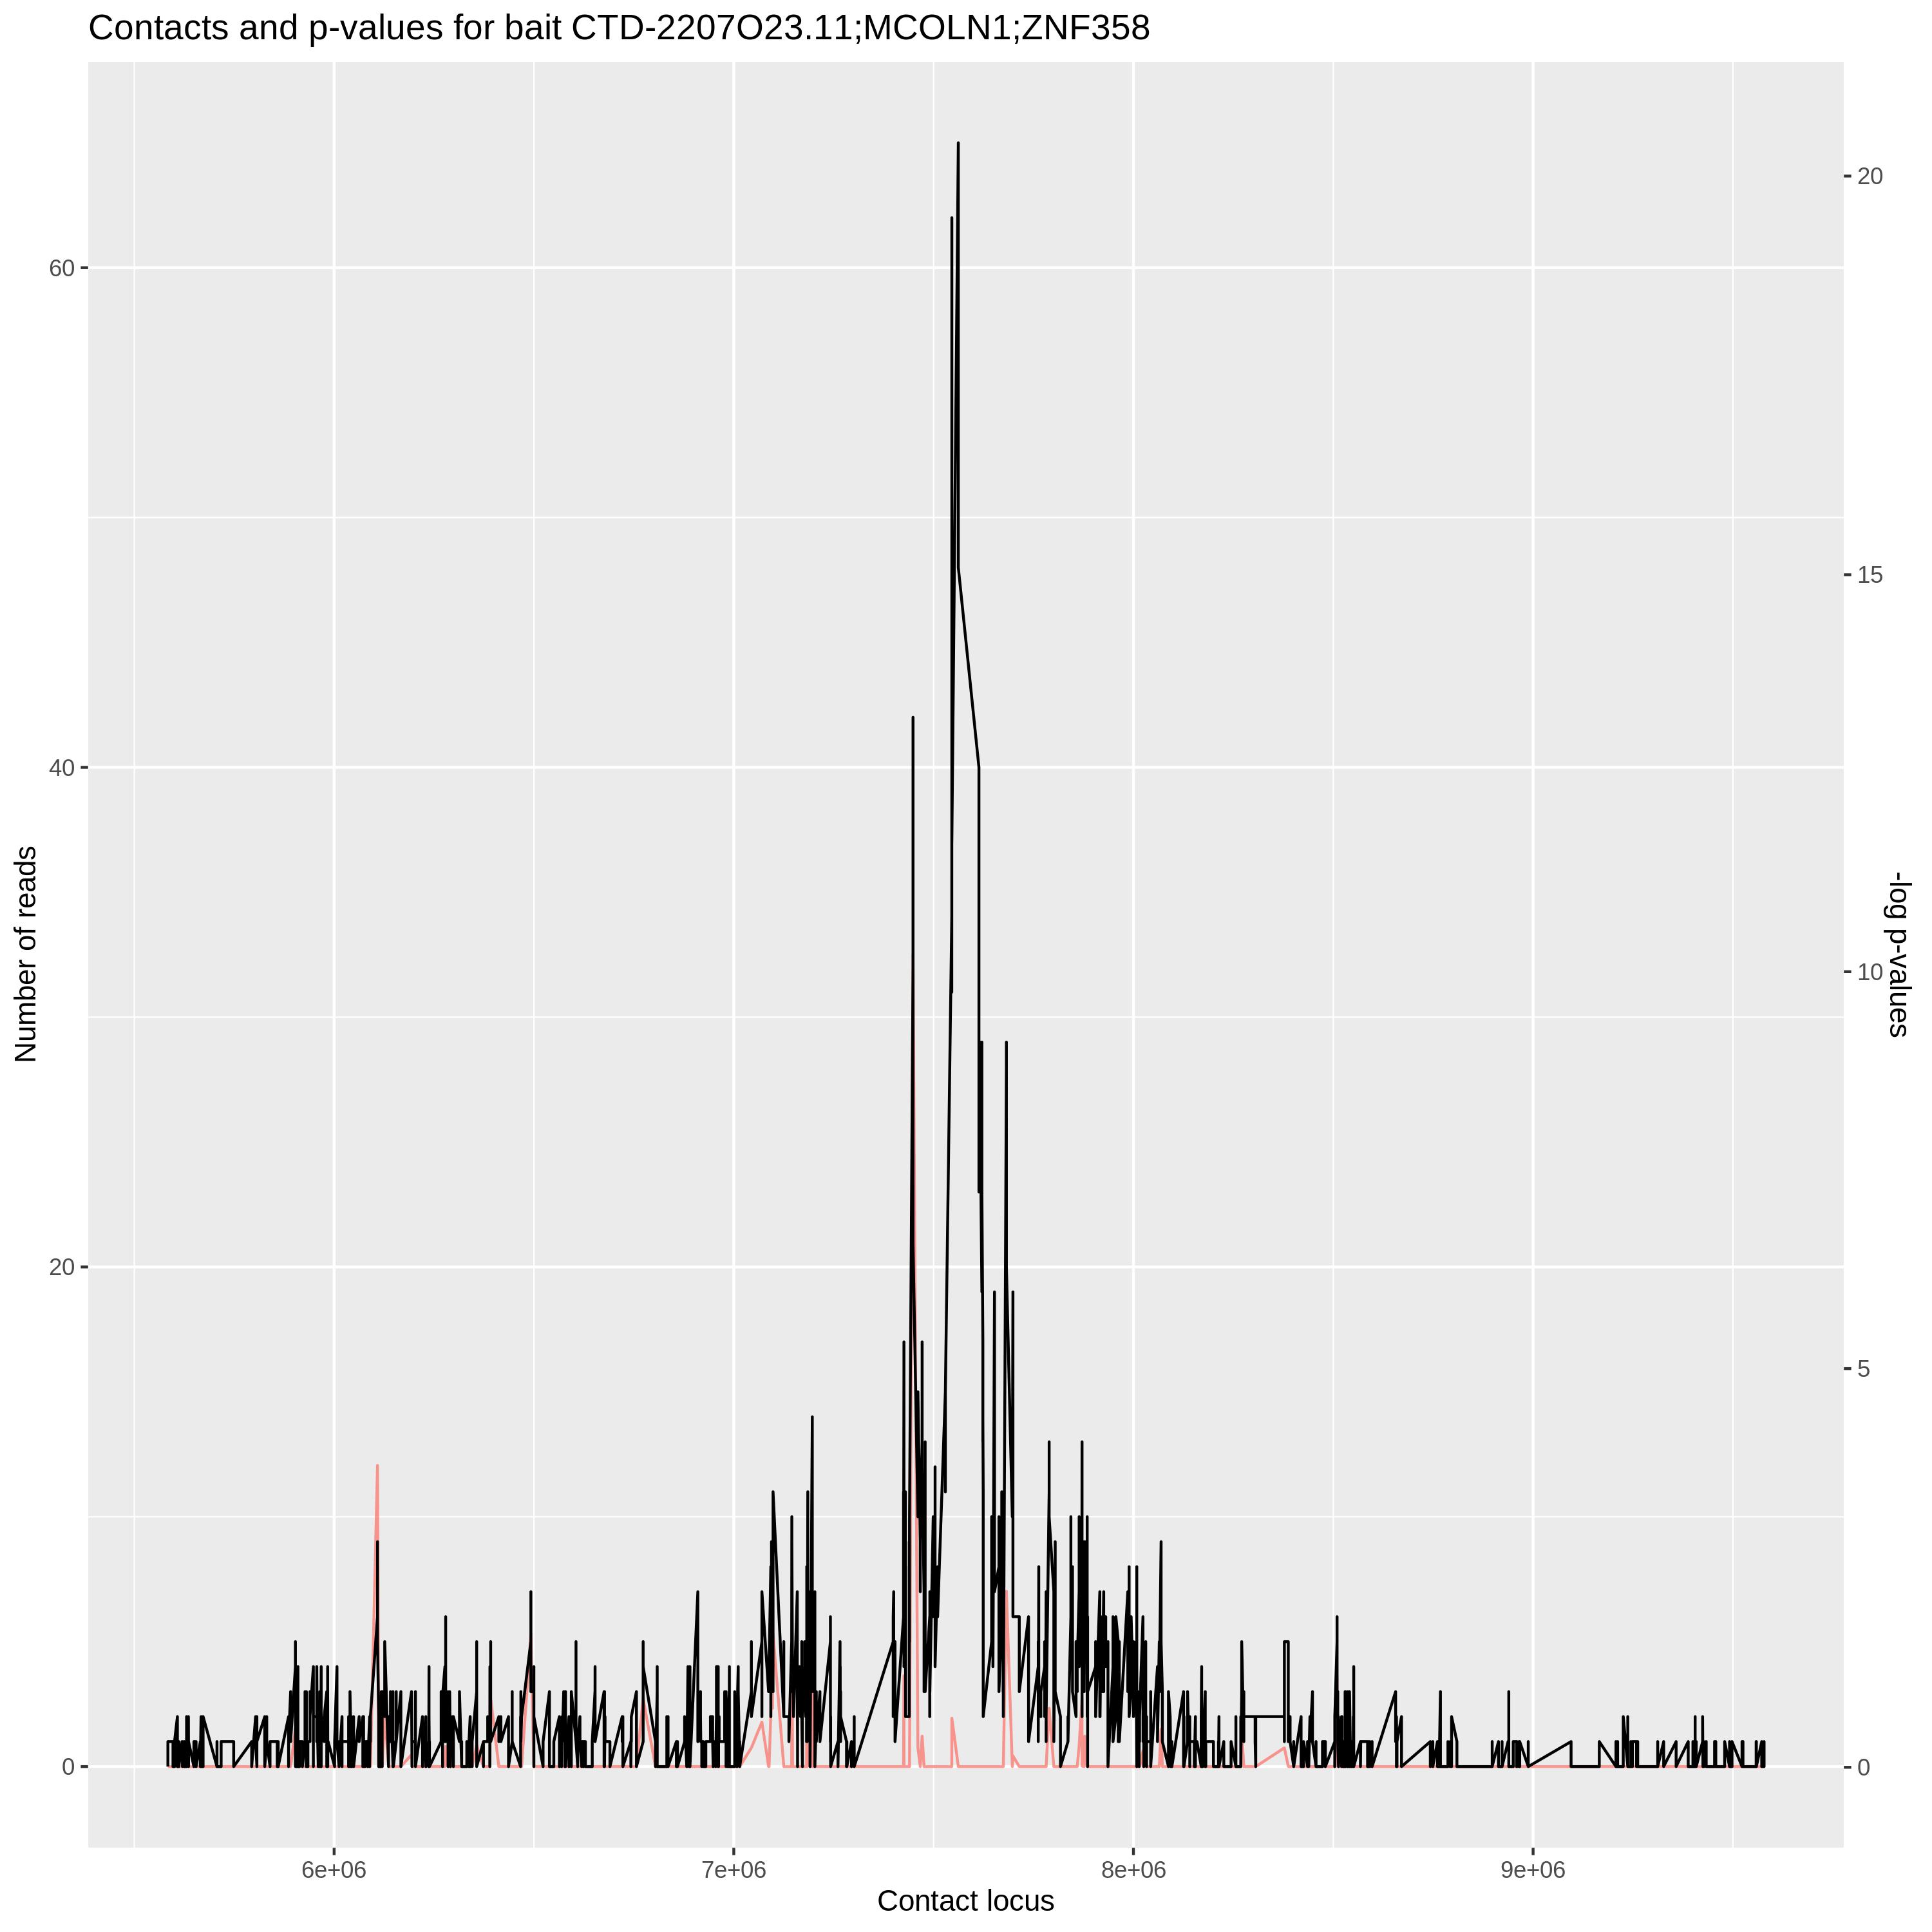 Contacts and p-values for bait CTD-2207O23.11;MCOLN1;ZNF358
60
40
20
0
Number of reads
20
15
10
5
0
-log p-values
6e+06
7e+06
8e+06
9e+06
Contact locus